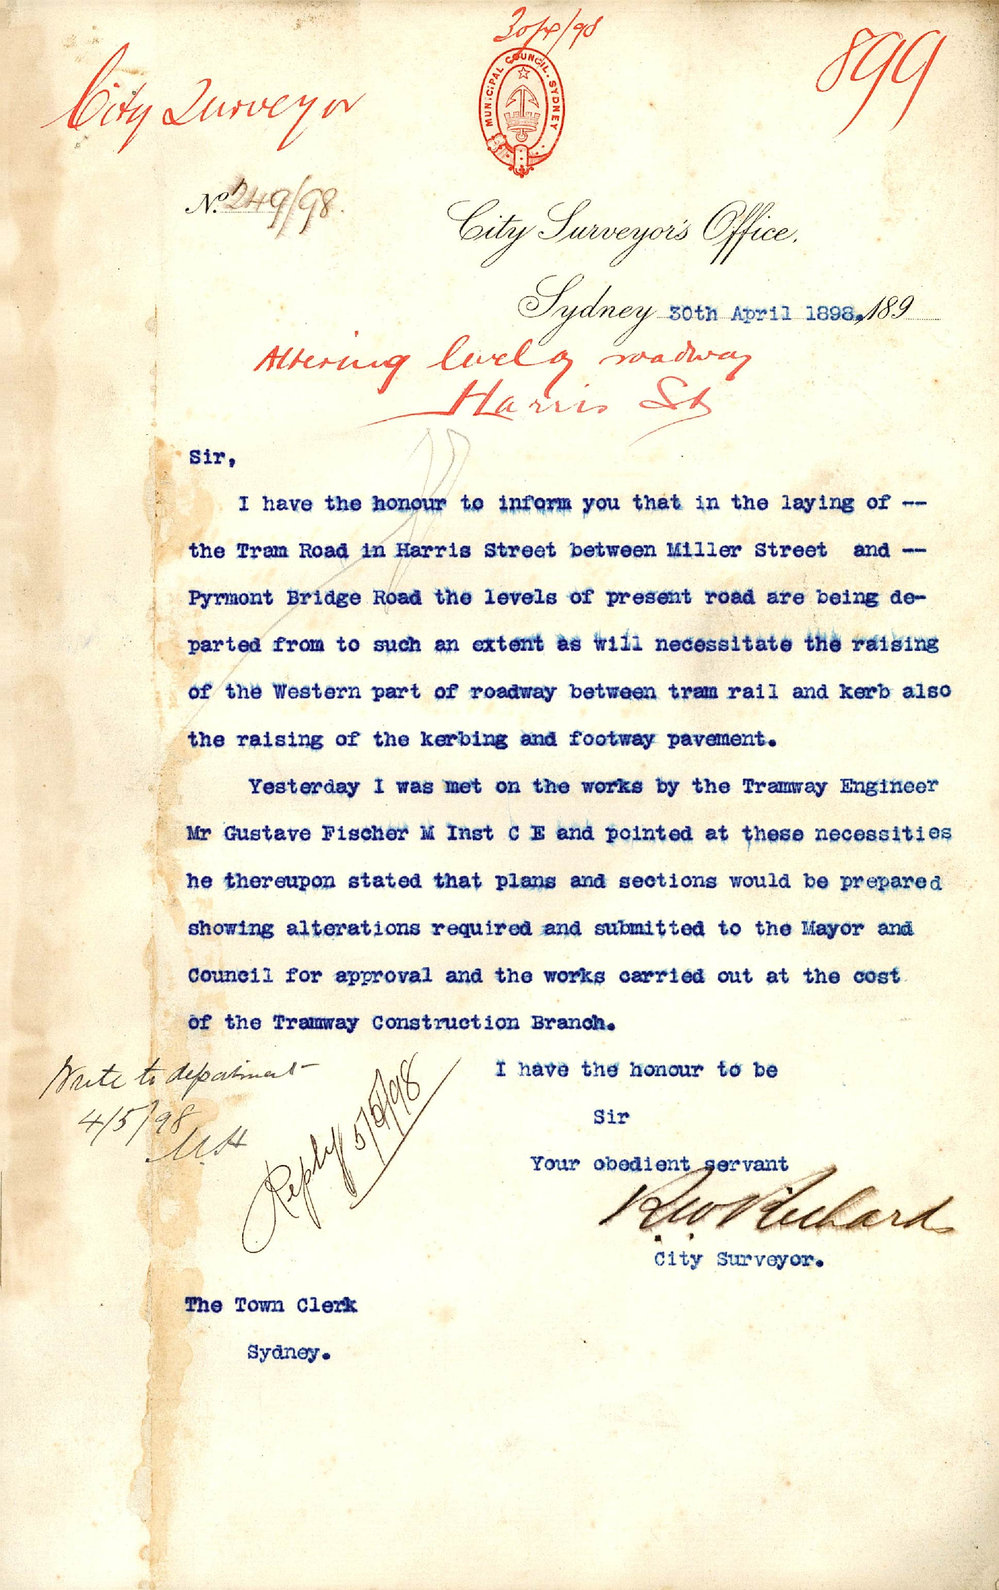 30/4/98
899
City Surveyor
MUNICIPAL COUNCIL. SYDNEY
No. 249/98.
City Surveyor's Office.
Sydney 30th April 1898. 189
Altering level of roadway
Harris St
Sir,
I have the honour to inform you that in the laying of --
the Tram Road in Harris Street between Miller Street and --
Pyrmont Bridge Road the levels of present road are being de-
parted from to such an extent as will necessitate the raising
of the Western part of roadway between tram rail and kerb also
the raising of the kerbing and footway pavement.
Yesterday I was met on the works by the Tramway Engineer
Mr Gustave Fischer M Inst C E and pointed at these necessities
he thereupon stated that plans and sections would be prepared
showing alterations required and submitted to the Mayor and
Council for approval and the works carried out at the cost
of the Tramway Construction Branch.
I have the honour to be
Sir
Your obedient servant
R.W. Richard
City Surveyor.
Write to department
4/5/98
Reply 5/5/98
The Town Clerk
Sydney.